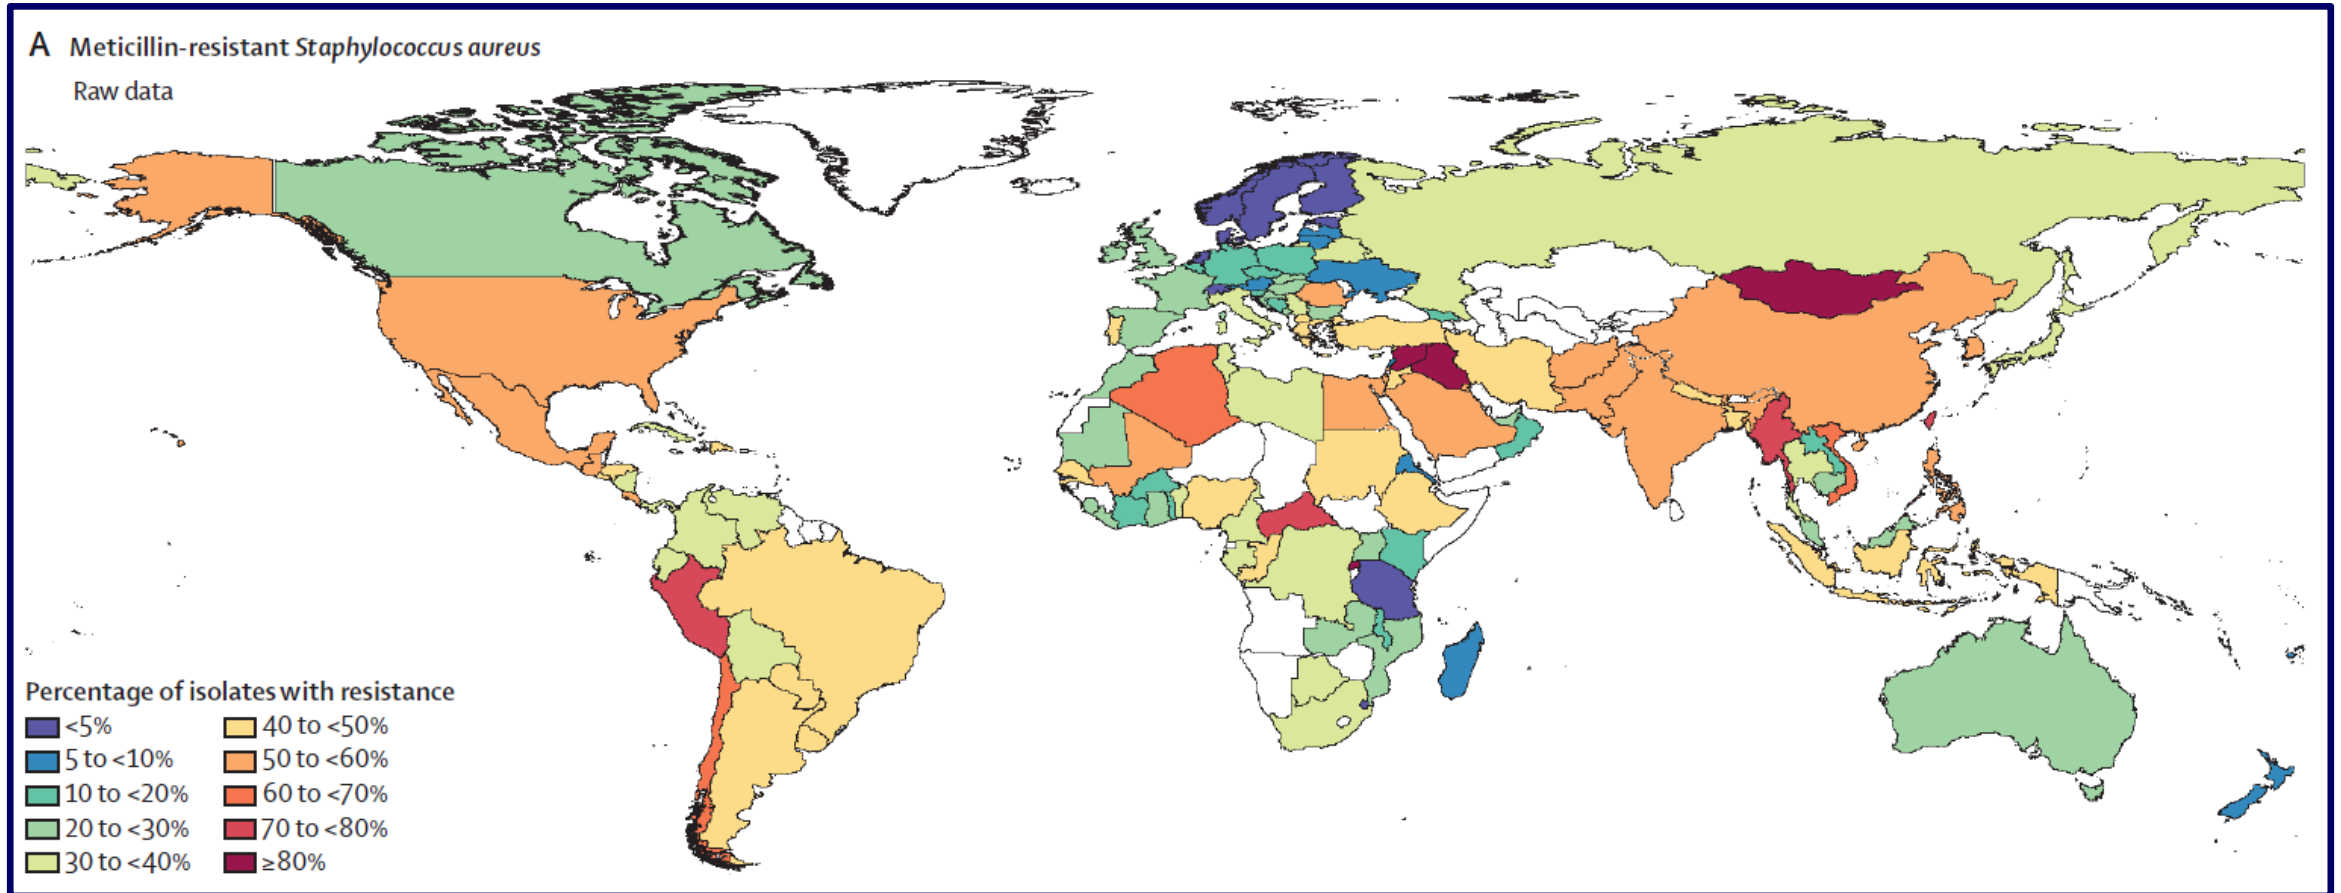 A Meticillin-resistant Staphylococcus aureus
Raw data
Percentage of isolates with resistance
<5%
5 to <10%
10 to <20%
20 to <30%
30 to <40%
40 to <50%
50 to <60%
60 to <70%
70 to <80%
≥80%